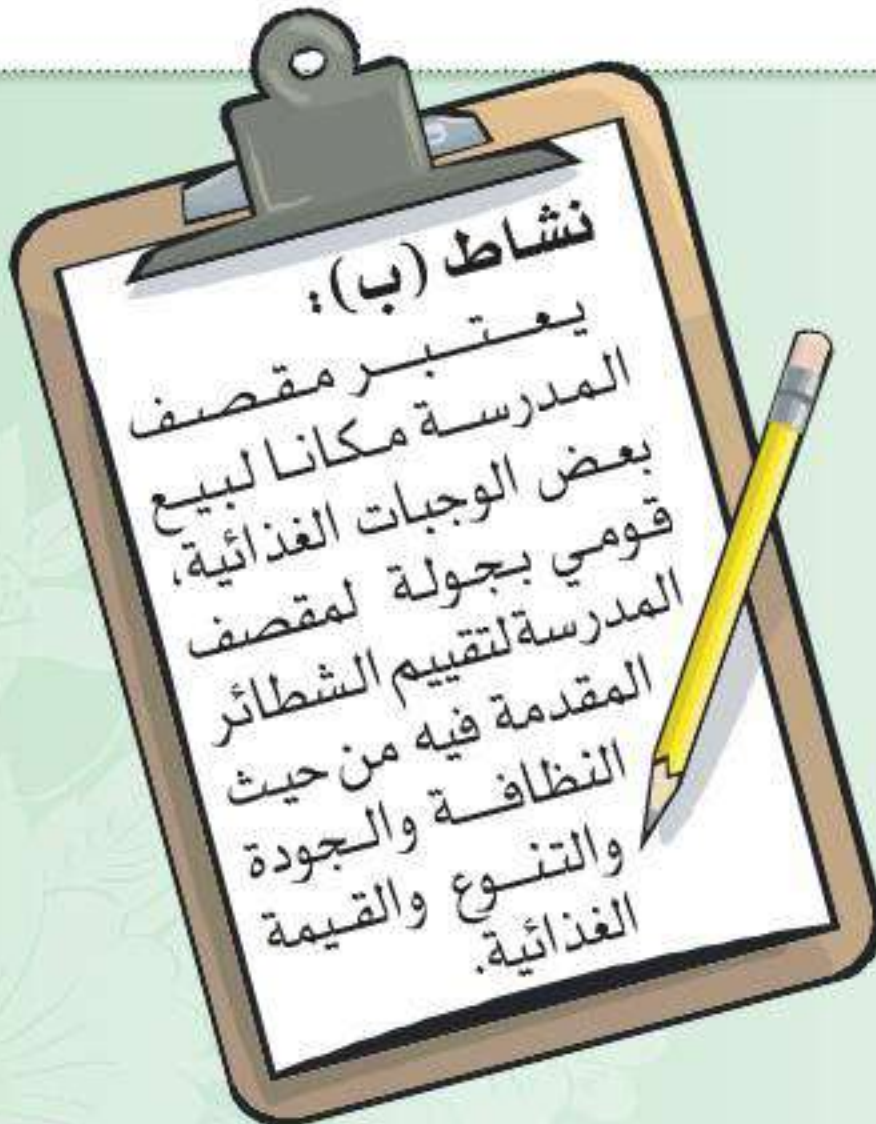 نشاط (ب):
يعتبر مقصف
المدرسة مكانا لبيع
بعض الوجبات الغذائية،
قومي بجولة لمقصف
المدرسة لتقييم الشطائر
المقدمة فيه من حيث
النظافة والجودة
والتنوع والقيمة
الغذائية.